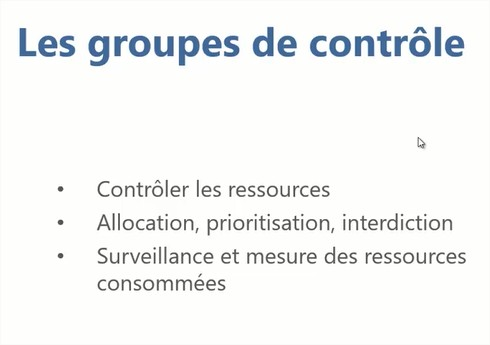 Les groupes de contrôle
• Contrôler les ressources
• Allocation, prioritisation, interdiction
• Surveillance et mesure des ressources
consommées